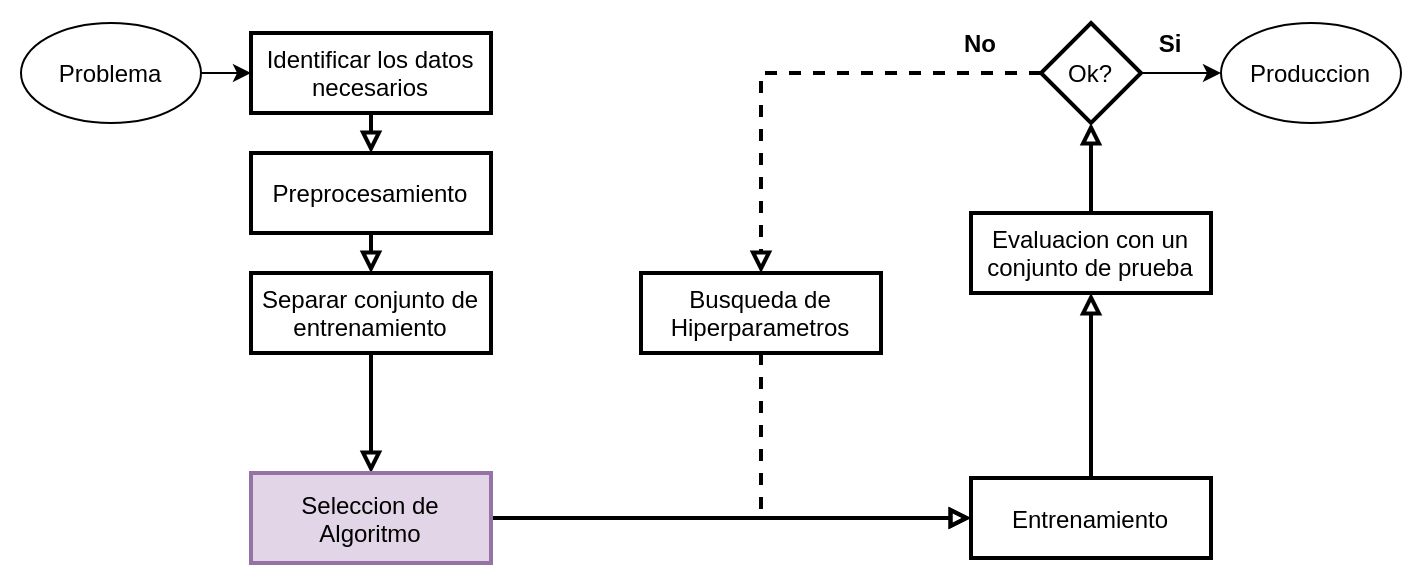 Problema
Identificar los datos
necesarios
Preprocesamiento
Separar conjunto de
entrenamiento
Seleccion de
Algoritmo
Busqueda de
Hiperparametros
Entrenamiento
Evaluacion con un
conjunto de prueba
Ok?
No
Si
Produccion